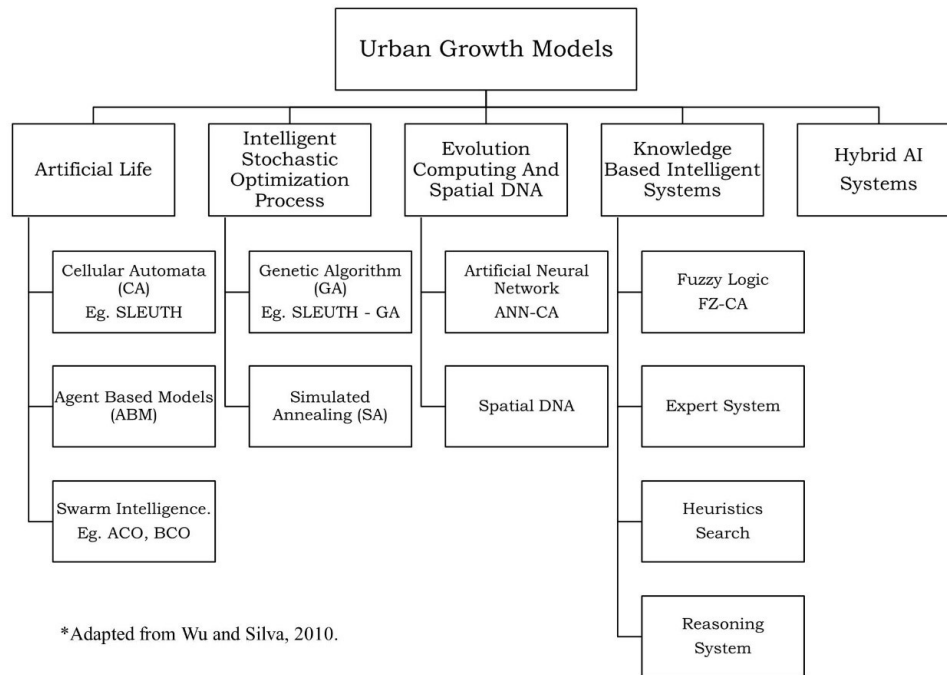 Urban Growth Models
Artificial Life
Intelligent
Stochastic
Optimization
Process
Evolution
Computing And
Spatial DNA
Knowledge
Based Intelligent
Systems
Hybrid AI
Systems
Cellular Automata
(CA)
Eg. SLEUTH
Agent Based Models
(ABM)
Swarm Intelligence.
Eg. ACO, BCO
Genetic Algorithm
(GA)
Eg. SLEUTH - GA
Simulated
Annealing (SA)
Artificial Neural
Network
ANN-CA
Spatial DNA
Fuzzy Logic
FZ-CA
Expert System
Heuristics
Search
Reasoning
System
*Adapted from Wu and Silva, 2010.